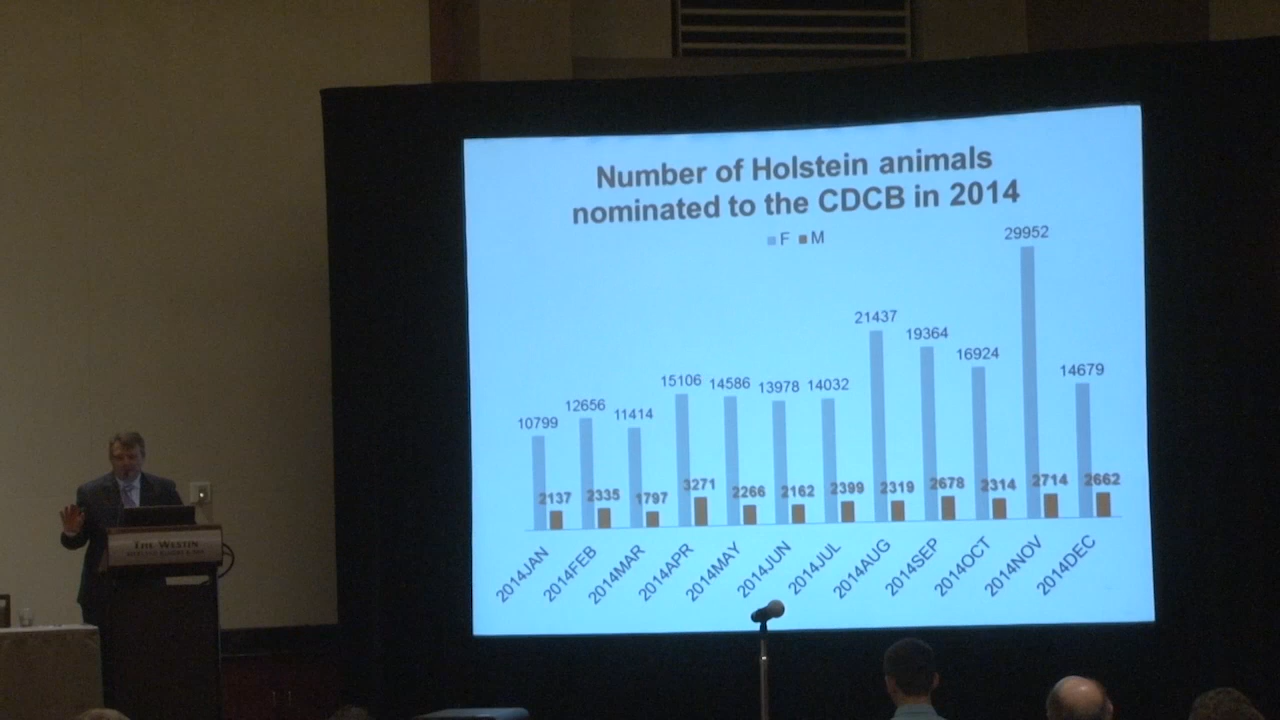 Number of Holstein animals
nominated to the CDCB in 2014
F M
29952
21437
19364
16924
15106 14586 13978 14032
14679
12656
11414
10799
2137 2335 1797 3271 2266 2162 2399 2319 2678 2314 2714 2662
2014JAN 2014FEB 2014MAR 2014APR 2014MAY 2014JUN 2014JUL 2014AUG 2014SEP 2014OCT 2014NOV 2014DEC
THE WESTIN